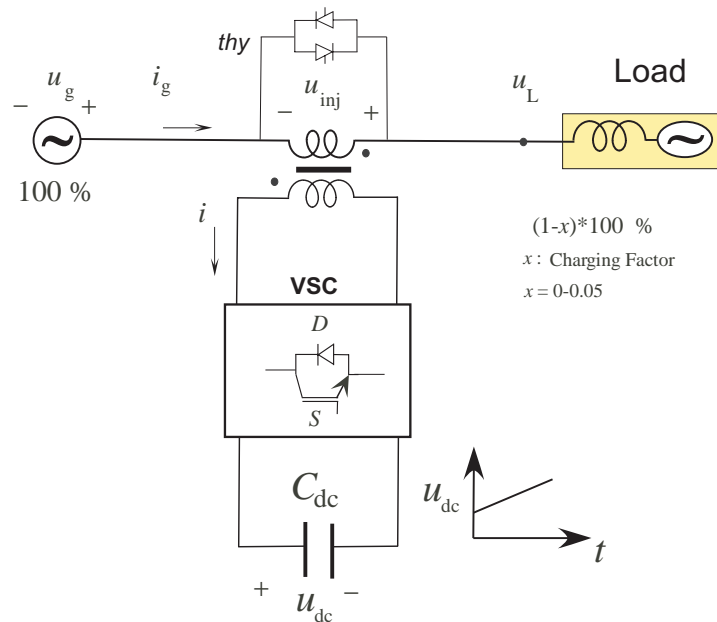 thy
u_g
i_g
u_inj
u_L
Load
− +
− +
~
~
100 %
i
(1-x)*100 %
x : Charging Factor
x = 0-0.05
VSC
D
S
C_dc
u_dc
t
+ u_dc −